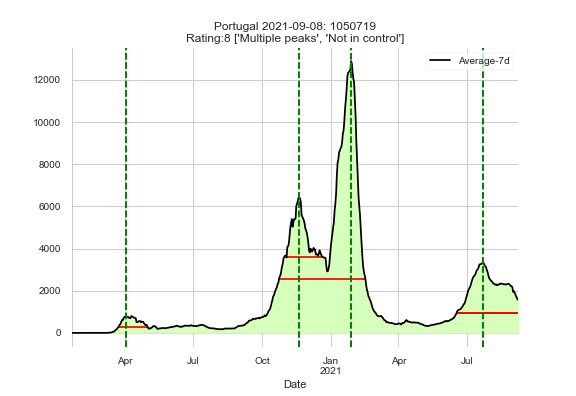 Portugal 2021-09-08: 1050719
Rating:8 ['Multiple peaks', 'Not in control']
Average-7d
12000
10000
8000
6000
4000
2000
0
Apr Jul Oct Jan Apr Jul
2021
Date